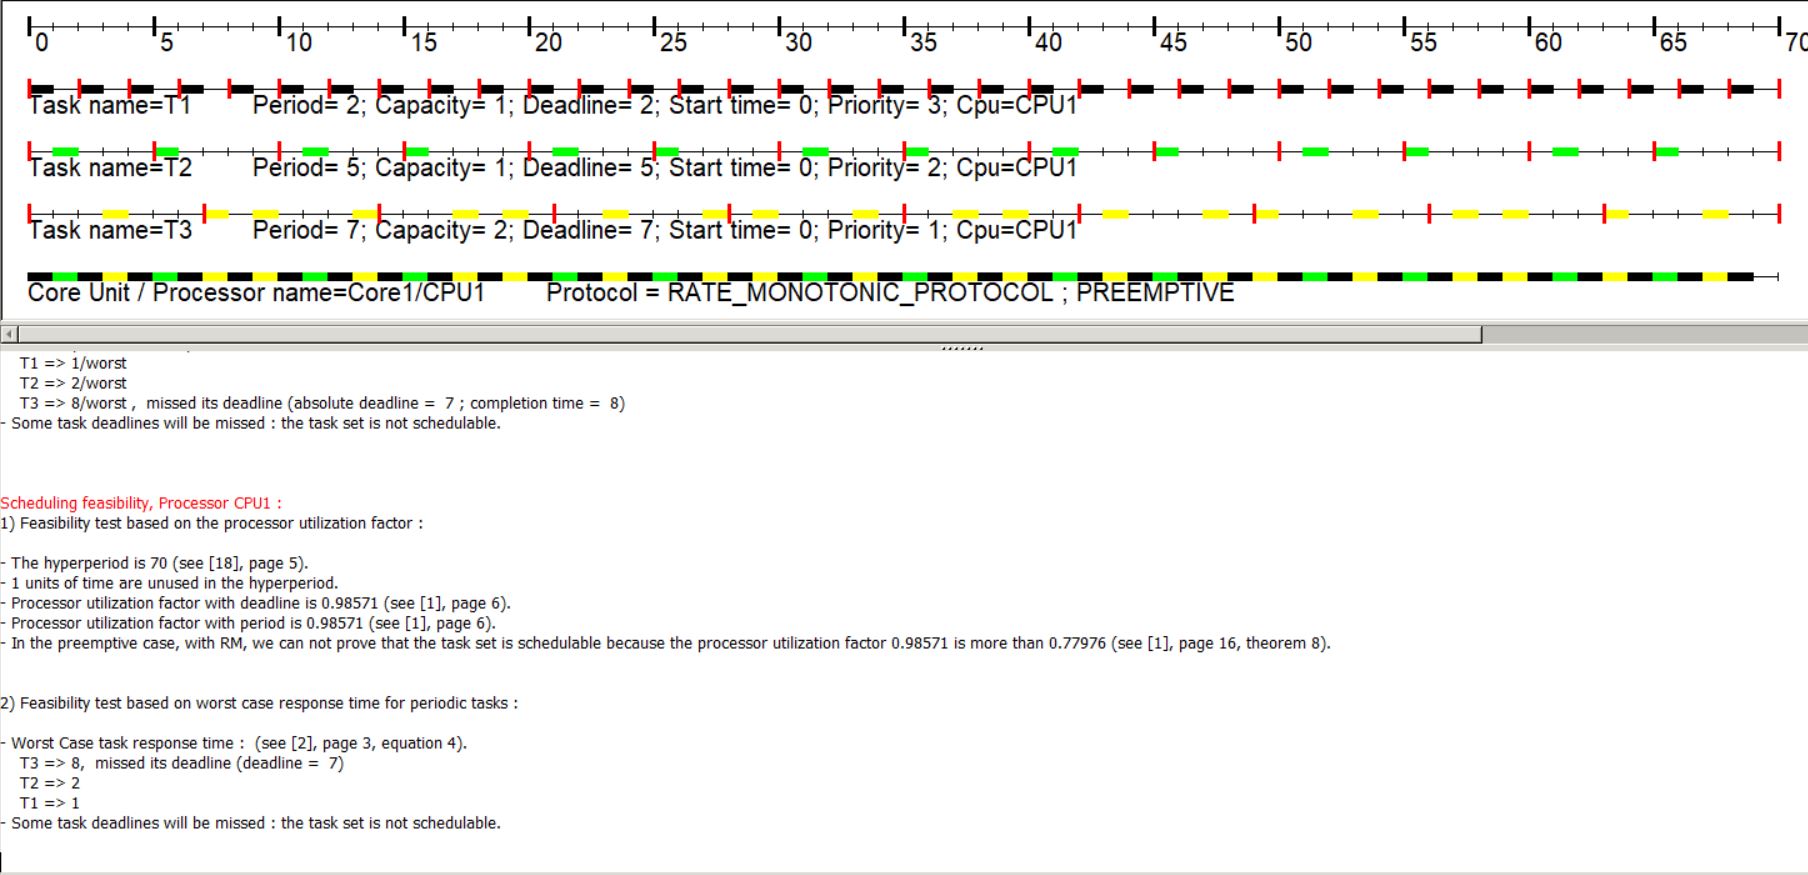 0 5 10 15 20 25 30 35 40 45 50 55 60 65 70
Task name=T1 Period= 2; Capacity= 1; Deadline= 2; Start time= 0; Priority= 3; Cpu=CPU1
Task name=T2 Period= 5; Capacity= 1; Deadline= 5; Start time= 0; Priority= 2; Cpu=CPU1
Task name=T3 Period= 7; Capacity= 2; Deadline= 7; Start time= 0; Priority= 1; Cpu=CPU1
Core Unit / Processor name=Core1/CPU1 Protocol = RATE_MONOTONIC_PROTOCOL ; PREEMPTIVE
T1 => 1/worst
T2 => 2/worst
T3 => 8/worst , missed its deadline (absolute deadline = 7 ; completion time = 8)
- Some task deadlines will be missed : the task set is not schedulable.
Scheduling feasibility, Processor CPU1 :
1) Feasibility test based on the processor utilization factor :
- The hyperperiod is 70 (see [18], page 5).
- 1 units of time are unused in the hyperperiod.
- Processor utilization factor with deadline is 0.98571 (see [1], page 6).
- Processor utilization factor with period is 0.98571 (see [1], page 6).
- In the preemptive case, with RM, we can not prove that the task set is schedulable because the processor utilization factor 0.98571 is more than 0.77976 (see [1], page 16, theorem 8).
2) Feasibility test based on worst case response time for periodic tasks :
- Worst Case task response time : (see [2], page 3, equation 4).
T3 => 8, missed its deadline (deadline = 7)
T2 => 2
T1 => 1
- Some task deadlines will be missed : the task set is not schedulable.